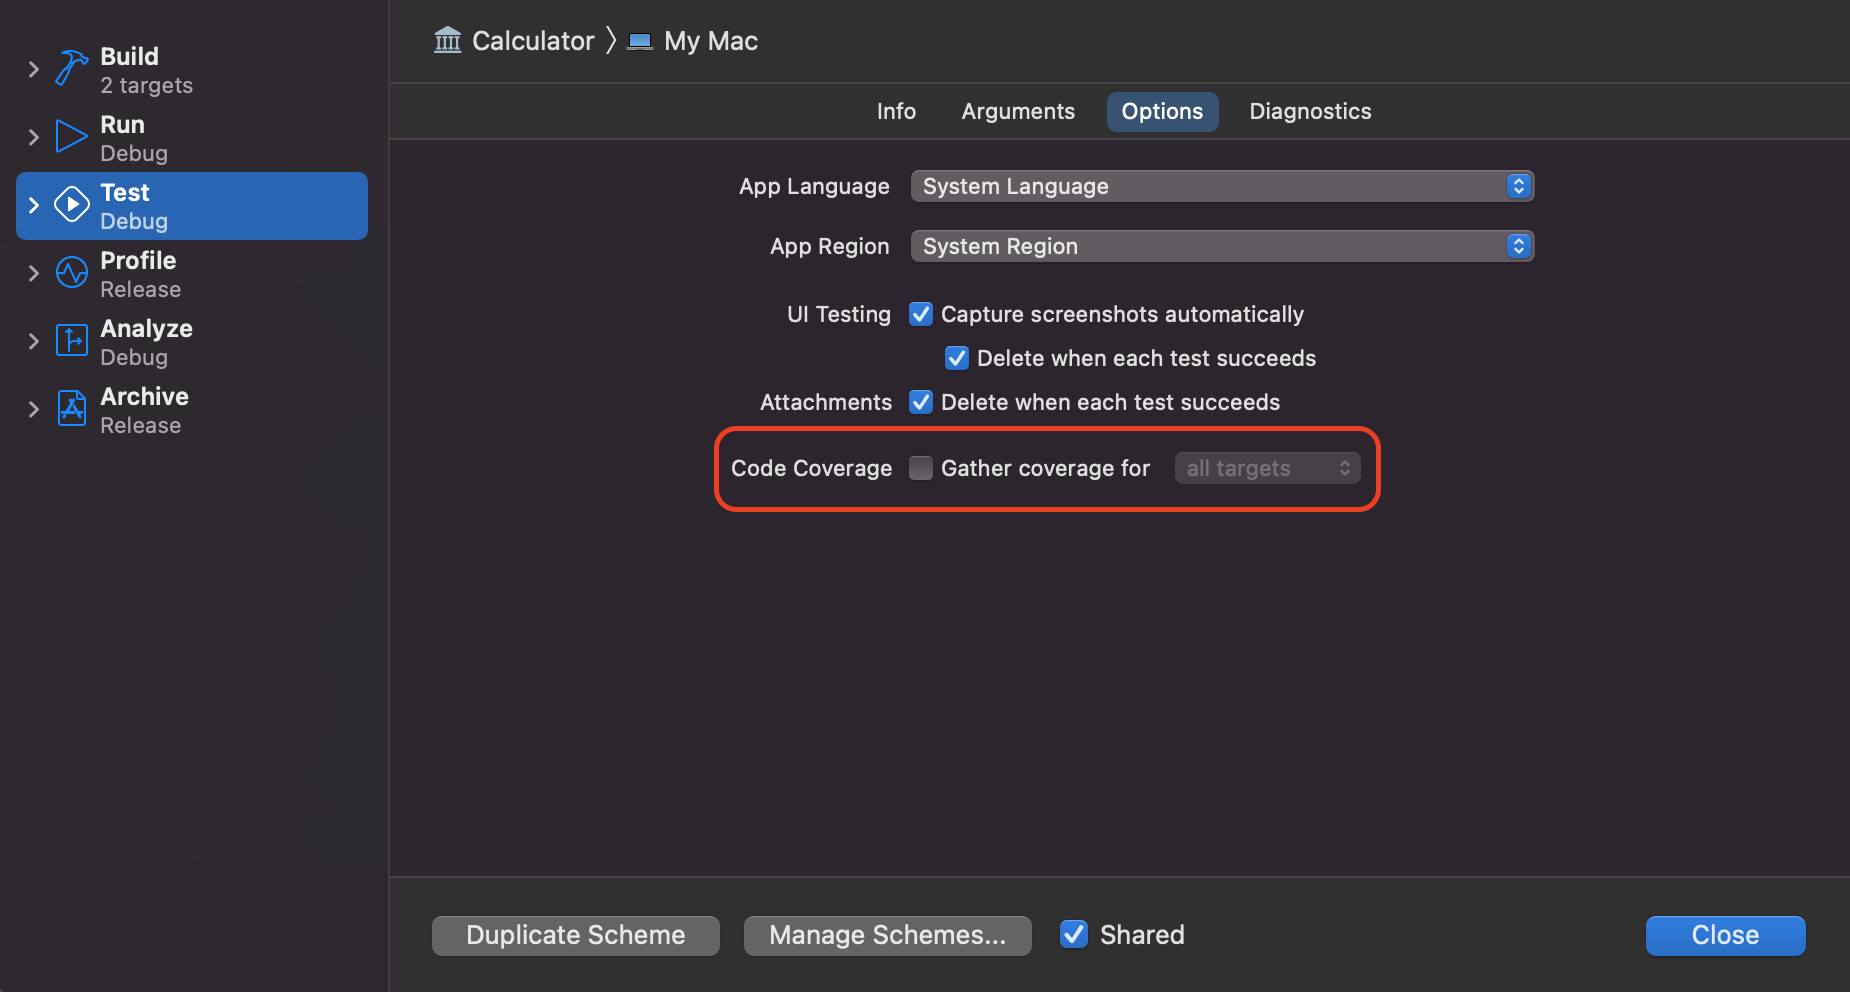 Build
2 targets
Run
Debug
Test
Debug
Profile
Release
Analyze
Debug
Archive
Release
Calculator 〉 My Mac
Info Arguments Options Diagnostics
App Language System Language
App Region System Region
UI Testing Capture screenshots automatically
Delete when each test succeeds
Attachments Delete when each test succeeds
Code Coverage Gather coverage for all targets
Duplicate Scheme Manage Schemes... Shared Close